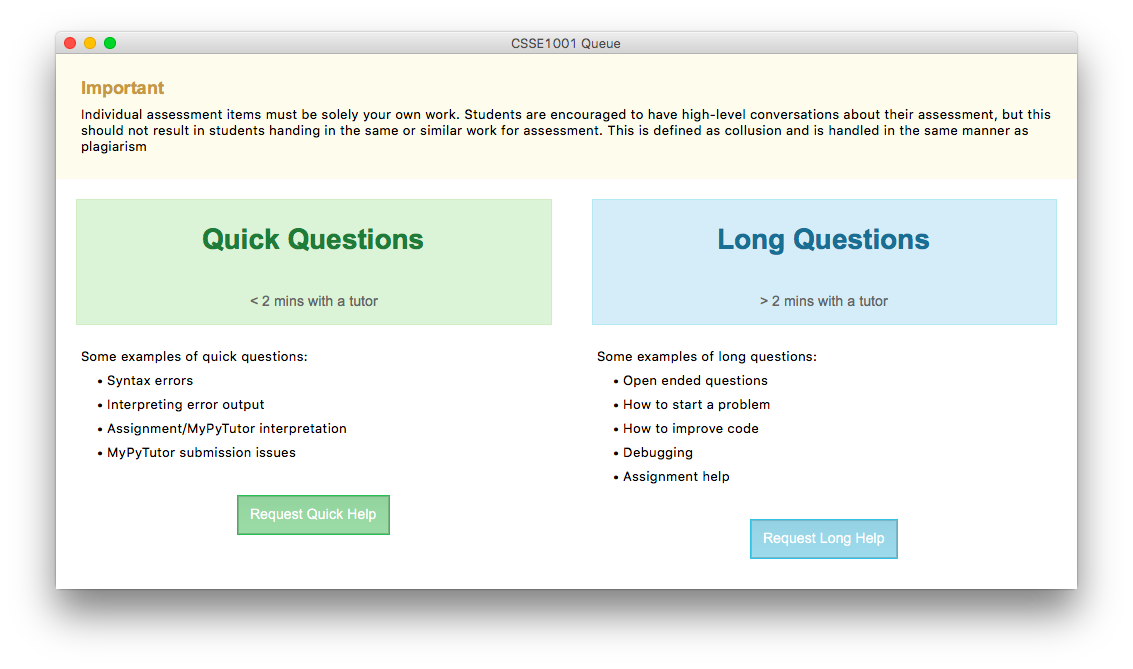 CSSE1001 Queue
Important
Individual assessment items must be solely your own work. Students are encouraged to have high-level conversations about their assessment, but this
should not result in students handing in the same or similar work for assessment. This is defined as collusion and is handled in the same manner as
plagiarism
Quick Questions
< 2 mins with a tutor
Some examples of quick questions:
• Syntax errors
• Interpreting error output
• Assignment/MyPyTutor interpretation
• MyPyTutor submission issues
Request Quick Help
Long Questions
> 2 mins with a tutor
Some examples of long questions:
• Open ended questions
• How to start a problem
• How to improve code
• Debugging
• Assignment help
Request Long Help